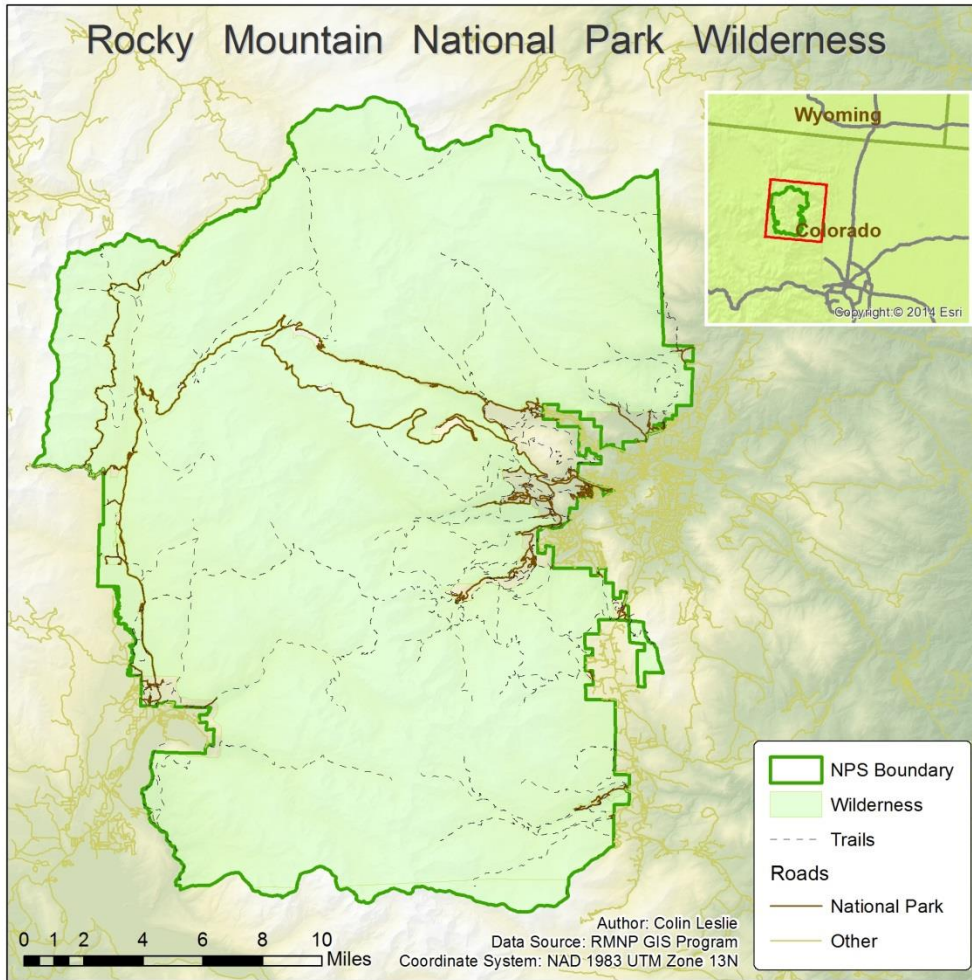 Rocky Mountain National Park Wilderness
Wyoming
Colorado
Copyright:© 2014 Esri
NPS Boundary
Wilderness
Trails
Roads
National Park
Other
Author: Colin Leslie
Data Source: RMNP GIS Program
Coordinate System: NAD 1983 UTM Zone 13N
0 1 2 4 6 8 10
Miles